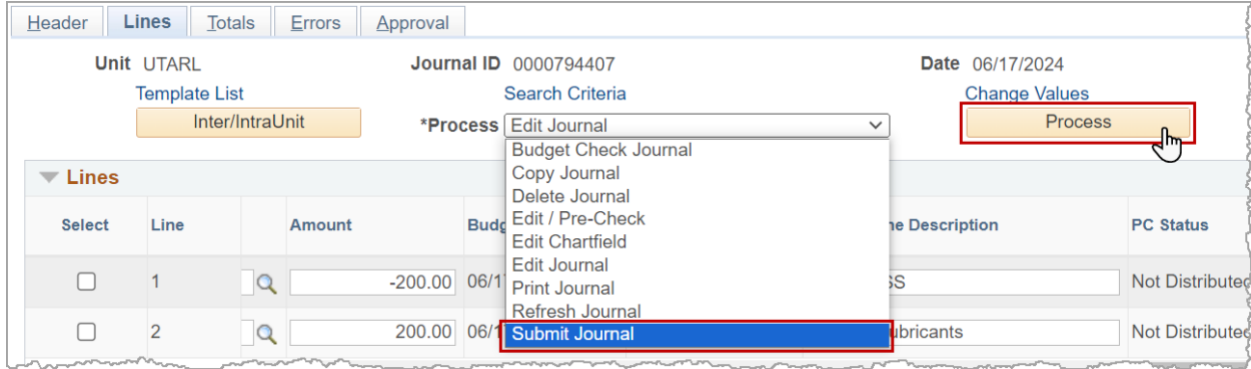 Header Lines Totals Errors Approval
Unit UTARL Journal ID 0000794407 Date 06/17/2024
Template List Search Criteria Change Values
Inter/IntraUnit *Process Edit Journal Process
Budget Check Journal
Copy Journal
Delete Journal
Edit / Pre-Check
Edit Chartfield
Edit Journal
Print Journal
Refresh Journal
Submit Journal
Lines
Select Line Amount Budg ne Description PC Status
1 -200.00 06/1 SS Not Distributed
2 200.00 06/1 ubricants Not Distributed